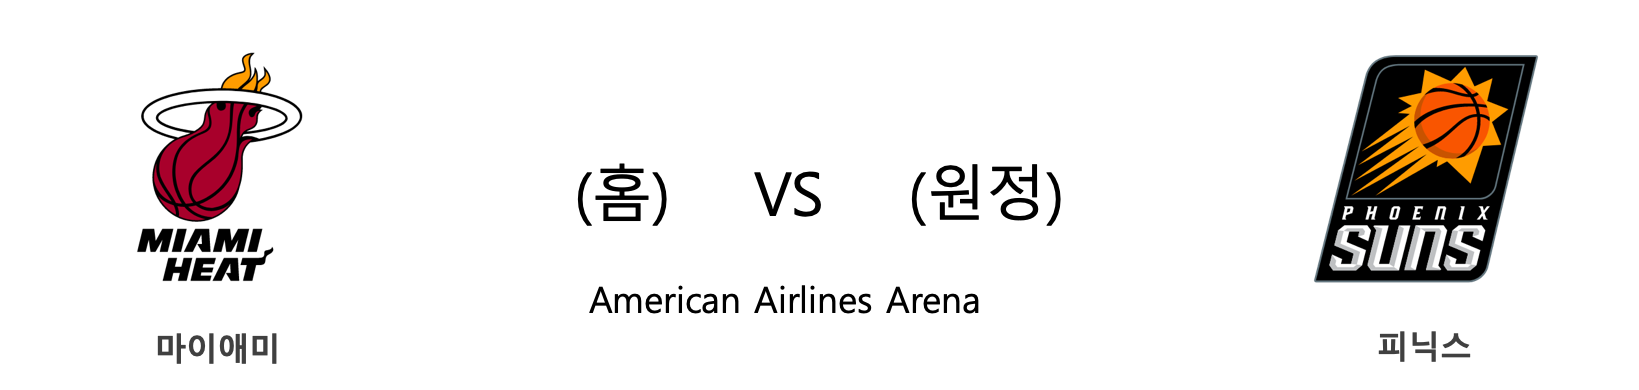 MIAMI
HEAT
마이애미
(홈) VS (원정)
American Airlines Arena
PHOENIX
SUNS
피닉스